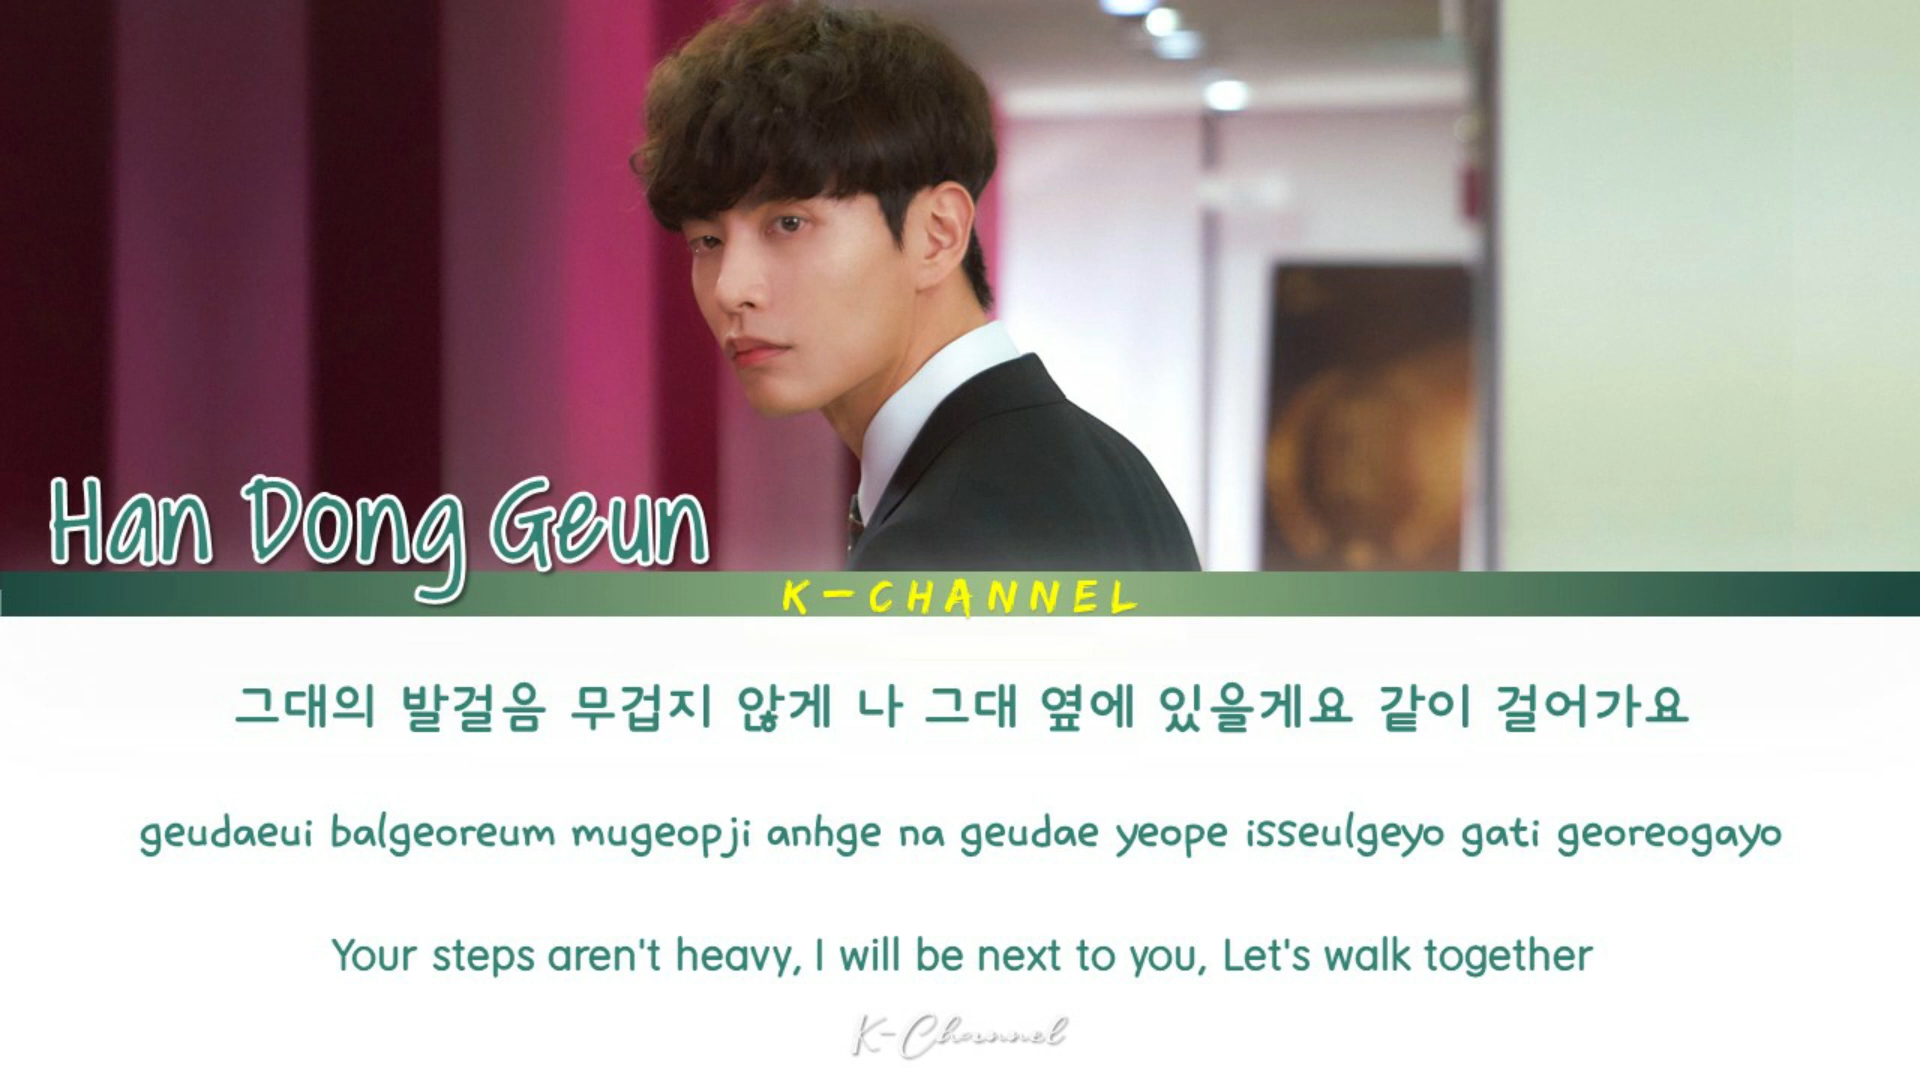 Han Dong Geun
K-CHANNEL
그대의 발걸음 무겁지 않게 나 그대 옆에 있을게요 같이 걸어가요
geudaeui balgeoreum mugeopji anhge na geudae yeope isseulgeyo gati georeogayo
Your steps aren't heavy, I will be next to you, Let's walk together
K-Channel